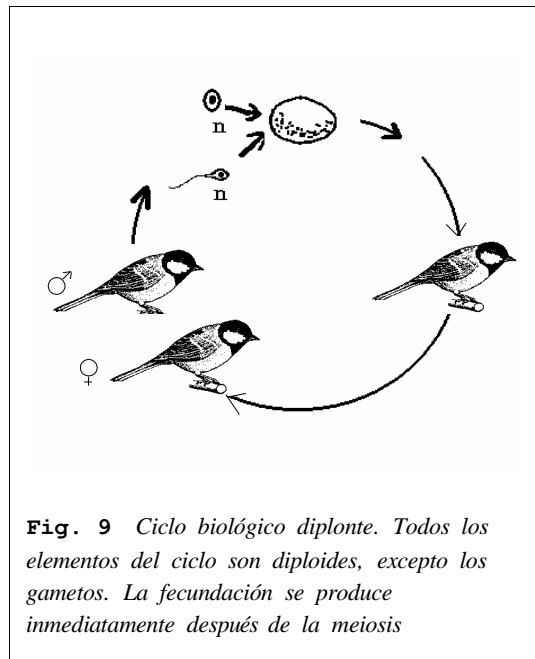 n
n
♂
♀
Fig. 9 Ciclo biológico diplonte. Todos los
elementos del ciclo son diploides, excepto los
gametos. La fecundación se produce
inmediatamente después de la meiosis